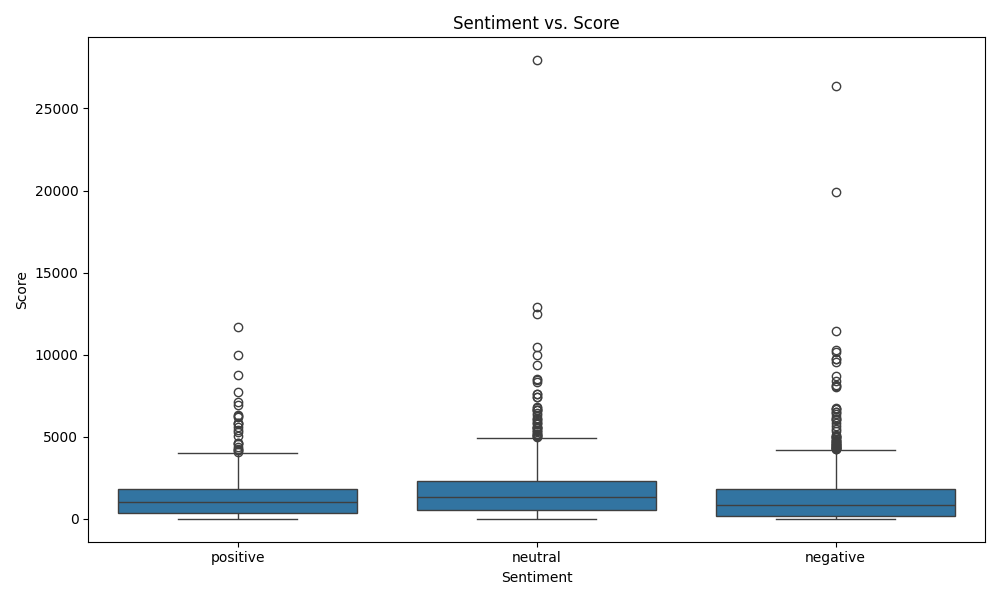 Sentiment vs. Score
Score
25000
20000
15000
10000
5000
0
positive
neutral
negative
Sentiment